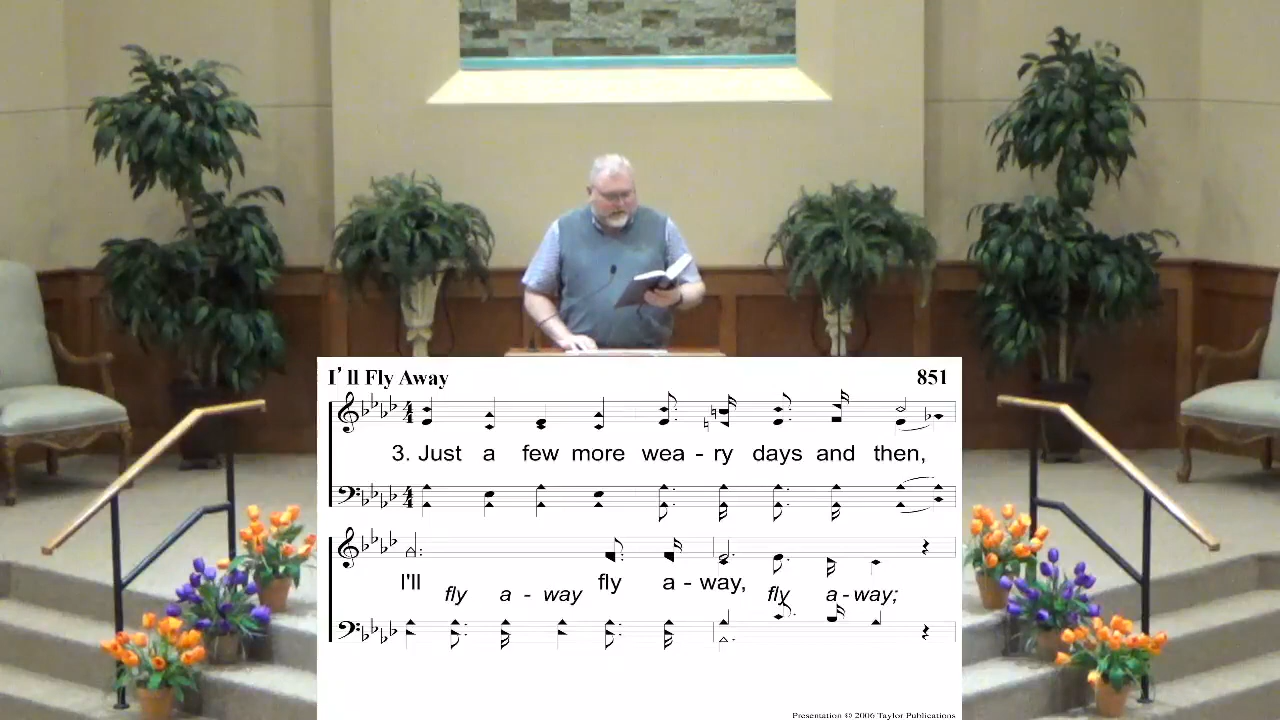 I'll Fly Away 851
3. Just a few more wea - ry days and then,
I'll fly a - way fly a - way, fly a - way;
Presentation © 2006 Taylor Publications